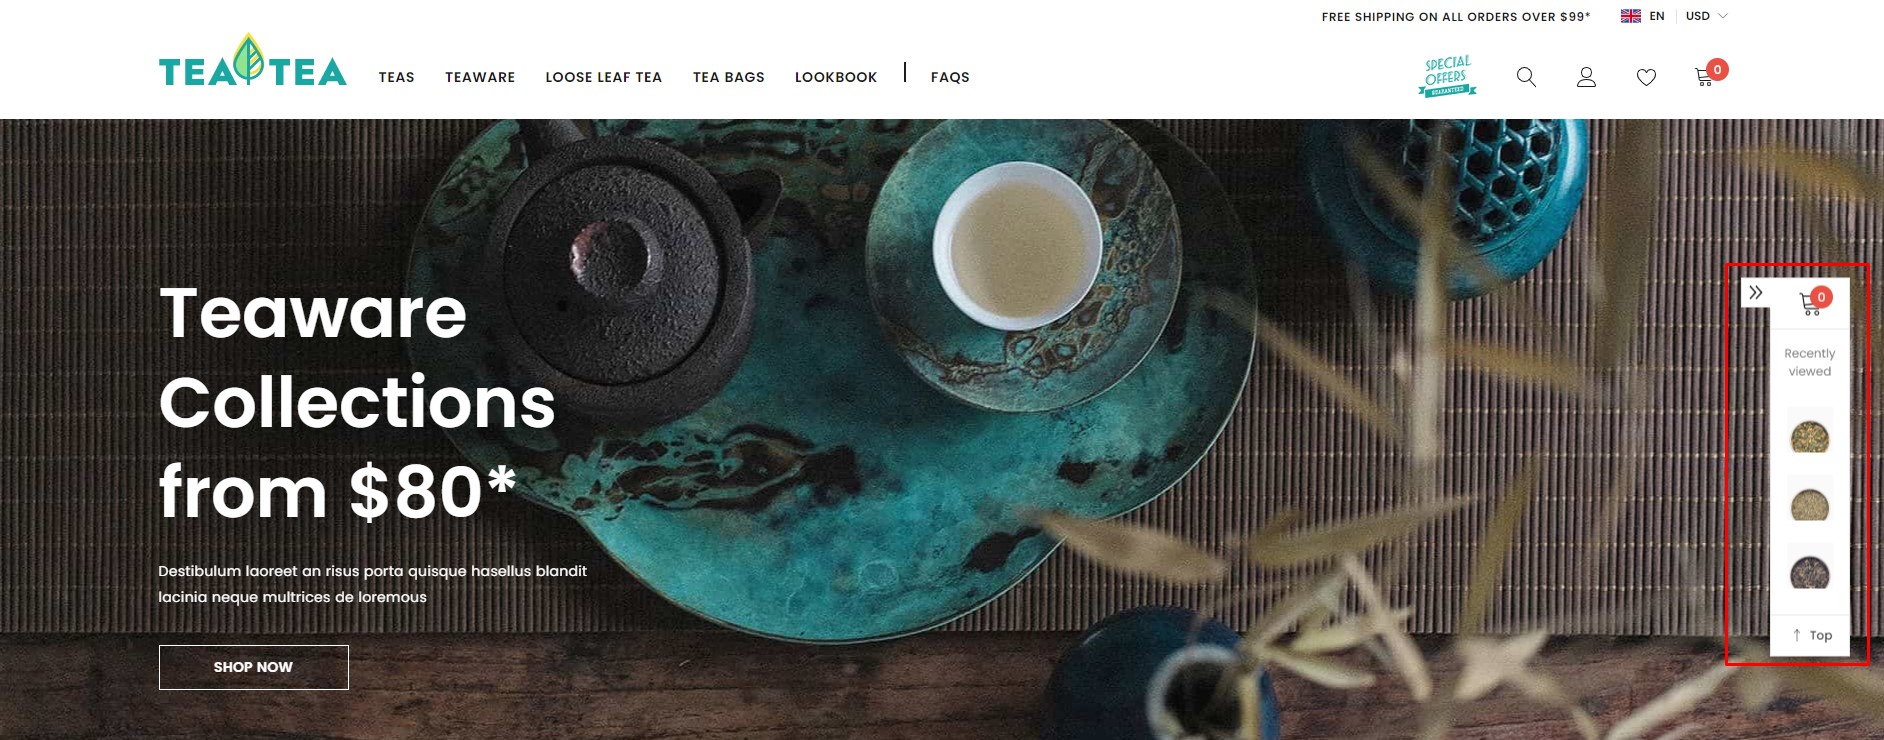 FREE SHIPPING ON ALL ORDERS OVER $99*
EN
USD
TEA TEA
TEAS
TEAWARE
LOOSE LEAF TEA
TEA BAGS
LOOKBOOK
FAQS
SPECIAL
OFFERS
GUARANTEED
0
Teaware
Collections
from $80*
Destibulum laoreet an risus porta quisque hasellus blandit
lacinia neque multrices de loremous
SHOP NOW
0
Recently
viewed
Top